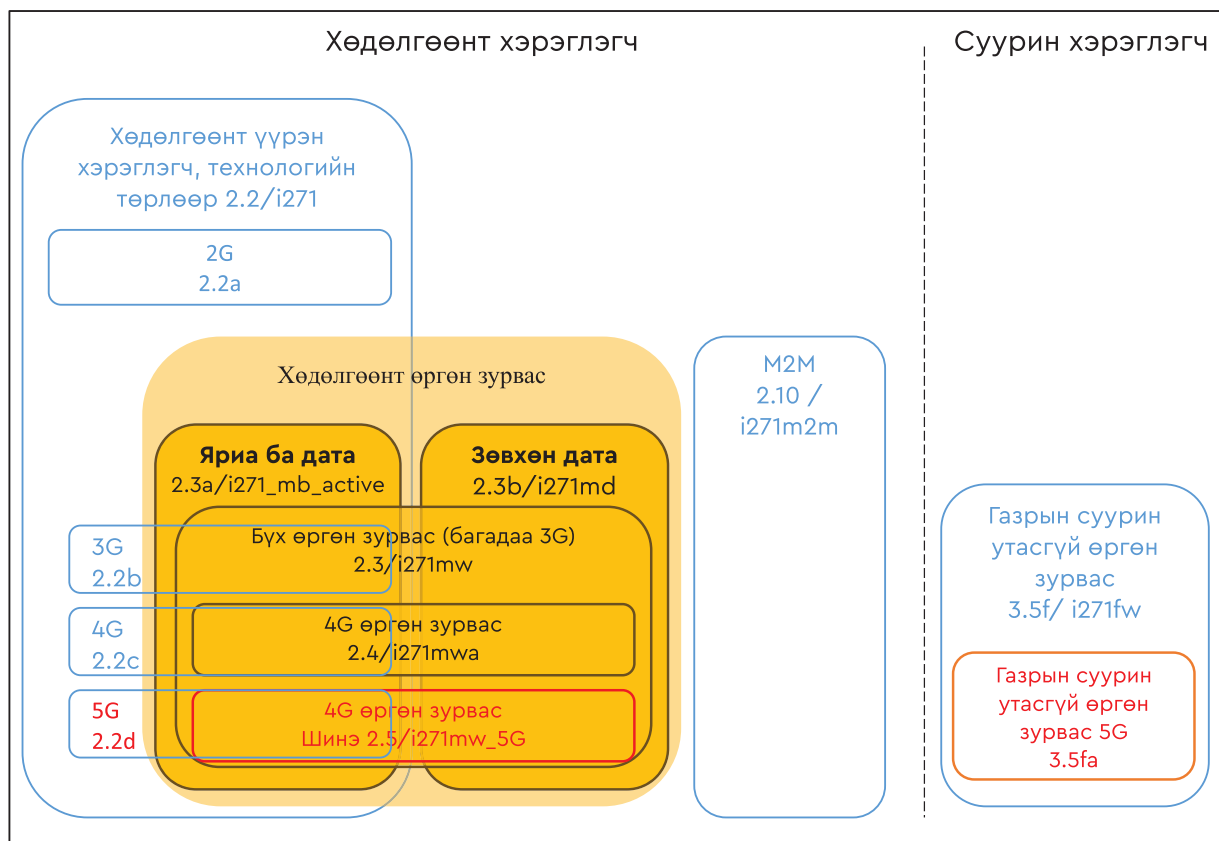 Хөдөлгөөнт хэрэглэгч
Суурин хэрэглэгч
Хөдөлгөөнт үүрэн
хэрэглэгч, технологийн
төрлөөр 2.2/i271
2G
2.2a
Хөдөлгөөнт өргөн зурвас
M2M
2.10 /
i271m2m
Яриа ба дата
2.3a/i271_mb_active
Зөвхөн дата
2.3b/i271md
Бүх өргөн зурвас (багадаа 3G)
2.3/i271mw
3G
2.2b
4G
2.2c
4G өргөн зурвас
2.4/i271mwa
5G
2.2d
4G өргөн зурвас
Шинэ 2.5/i271mw_5G
Газрын суурин
утасгүй өргөн
зурвас
3.5f/ i271fw
Газрын суурин
утасгүй өргөн
зурвас 5G
3.5fa